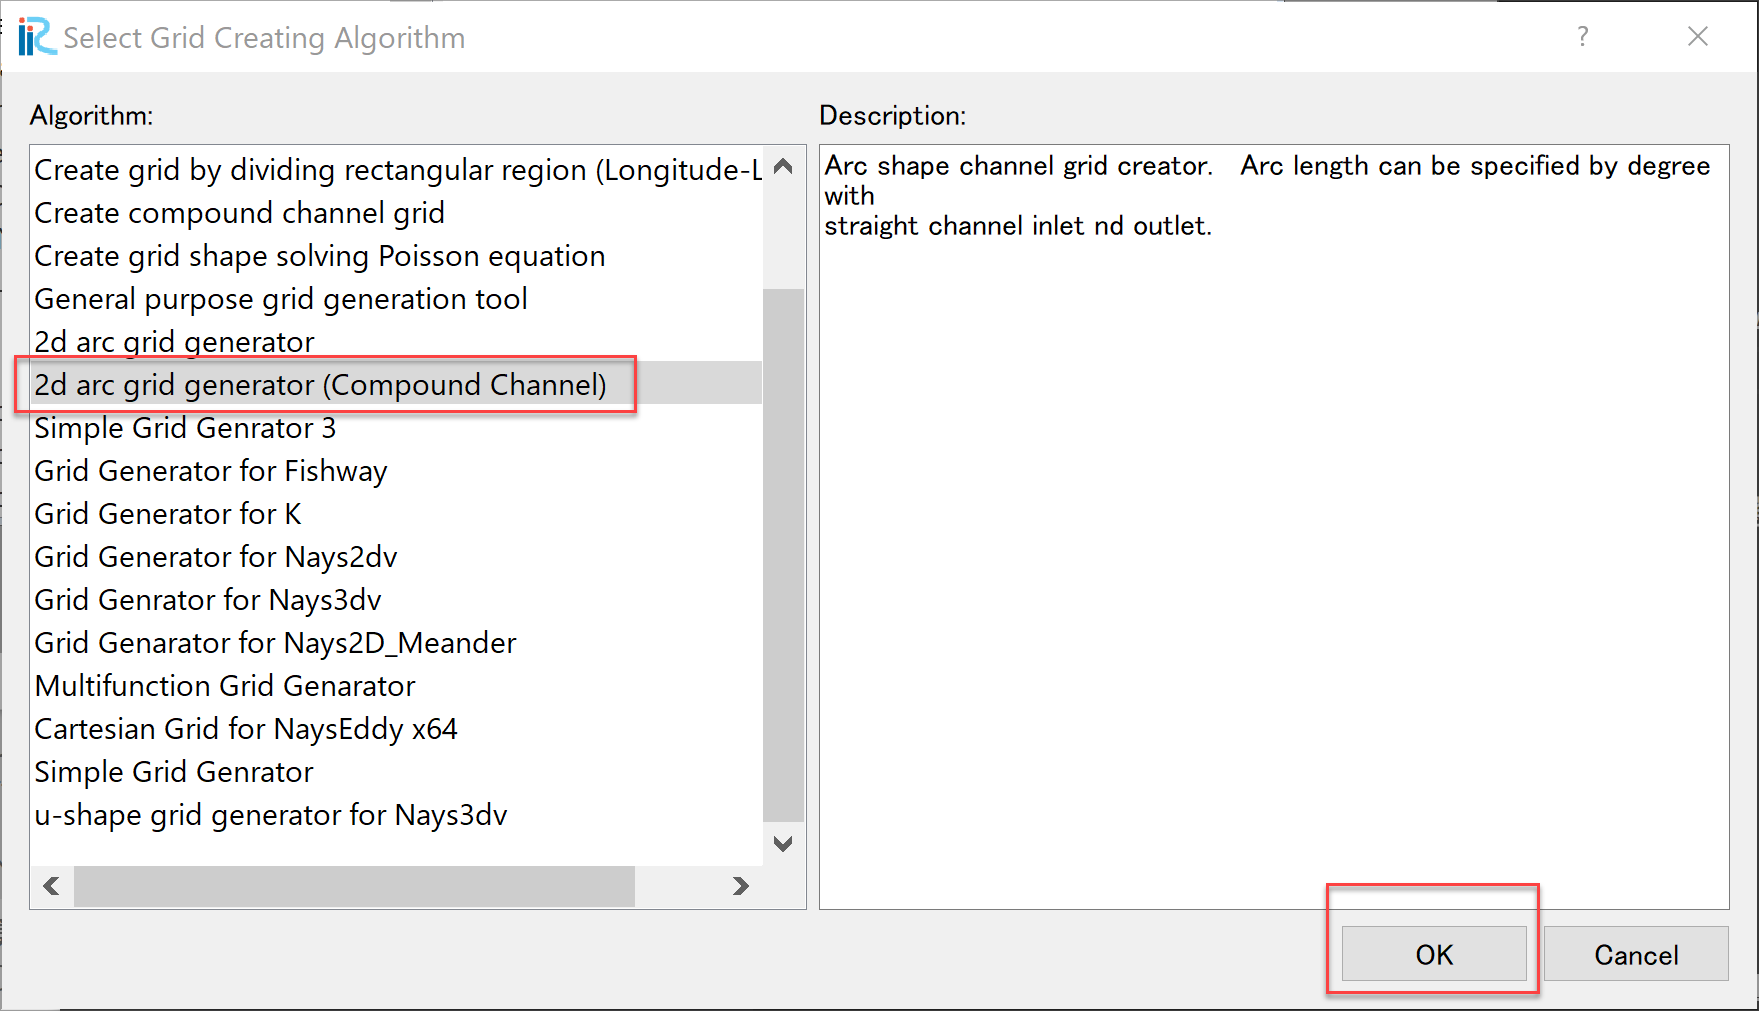 iRIC Select Grid Creating Algorithm
Algorithm:
Description:
Create grid by dividing rectangular region (Longitude-L
Create compound channel grid
Create grid shape solving Poisson equation
General purpose grid generation tool
2d arc grid generator
2d arc grid generator (Compound Channel)
Simple Grid Genrator 3
Grid Generator for Fishway
Grid Generator for K
Grid Generator for Nays2dv
Grid Genrator for Nays3dv
Grid Genarator for Nays2D_Meander
Multifunction Grid Genarator
Cartesian Grid for NaysEddy x64
Simple Grid Genrator
u-shape grid generator for Nays3dv
Arc shape channel grid creator.   Arc length can be specified by degree
with
straight channel inlet nd outlet.
OK
Cancel